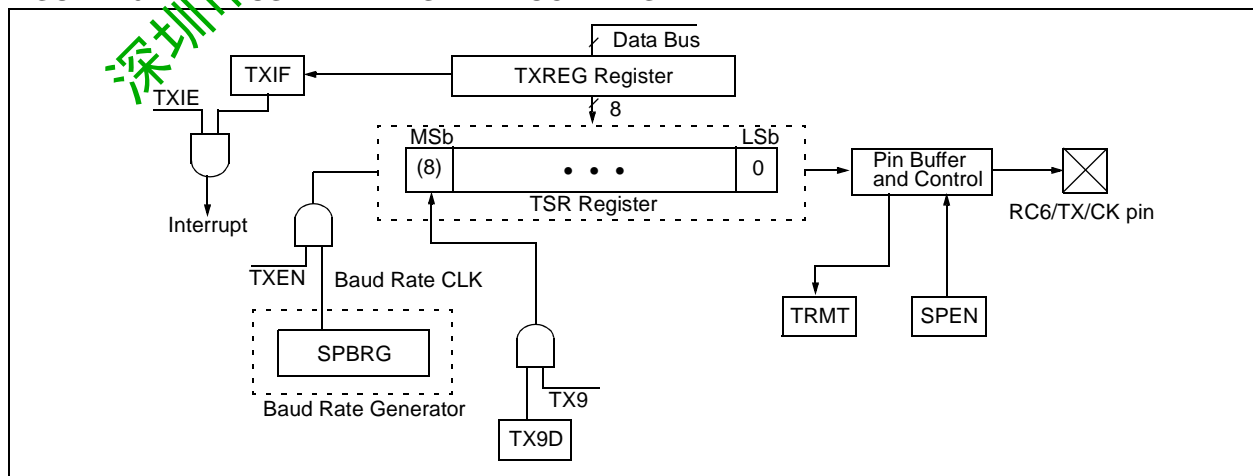 深圳
Data Bus
TXIF
TXREG Register
TXIE
8
MSb
LSb
(8)
• • •
0
Pin Buffer
and Control
TSR Register
RC6/TX/CK pin
Interrupt
TXEN
Baud Rate CLK
TRMT
SPEN
SPBRG
TX9
Baud Rate Generator
TX9D